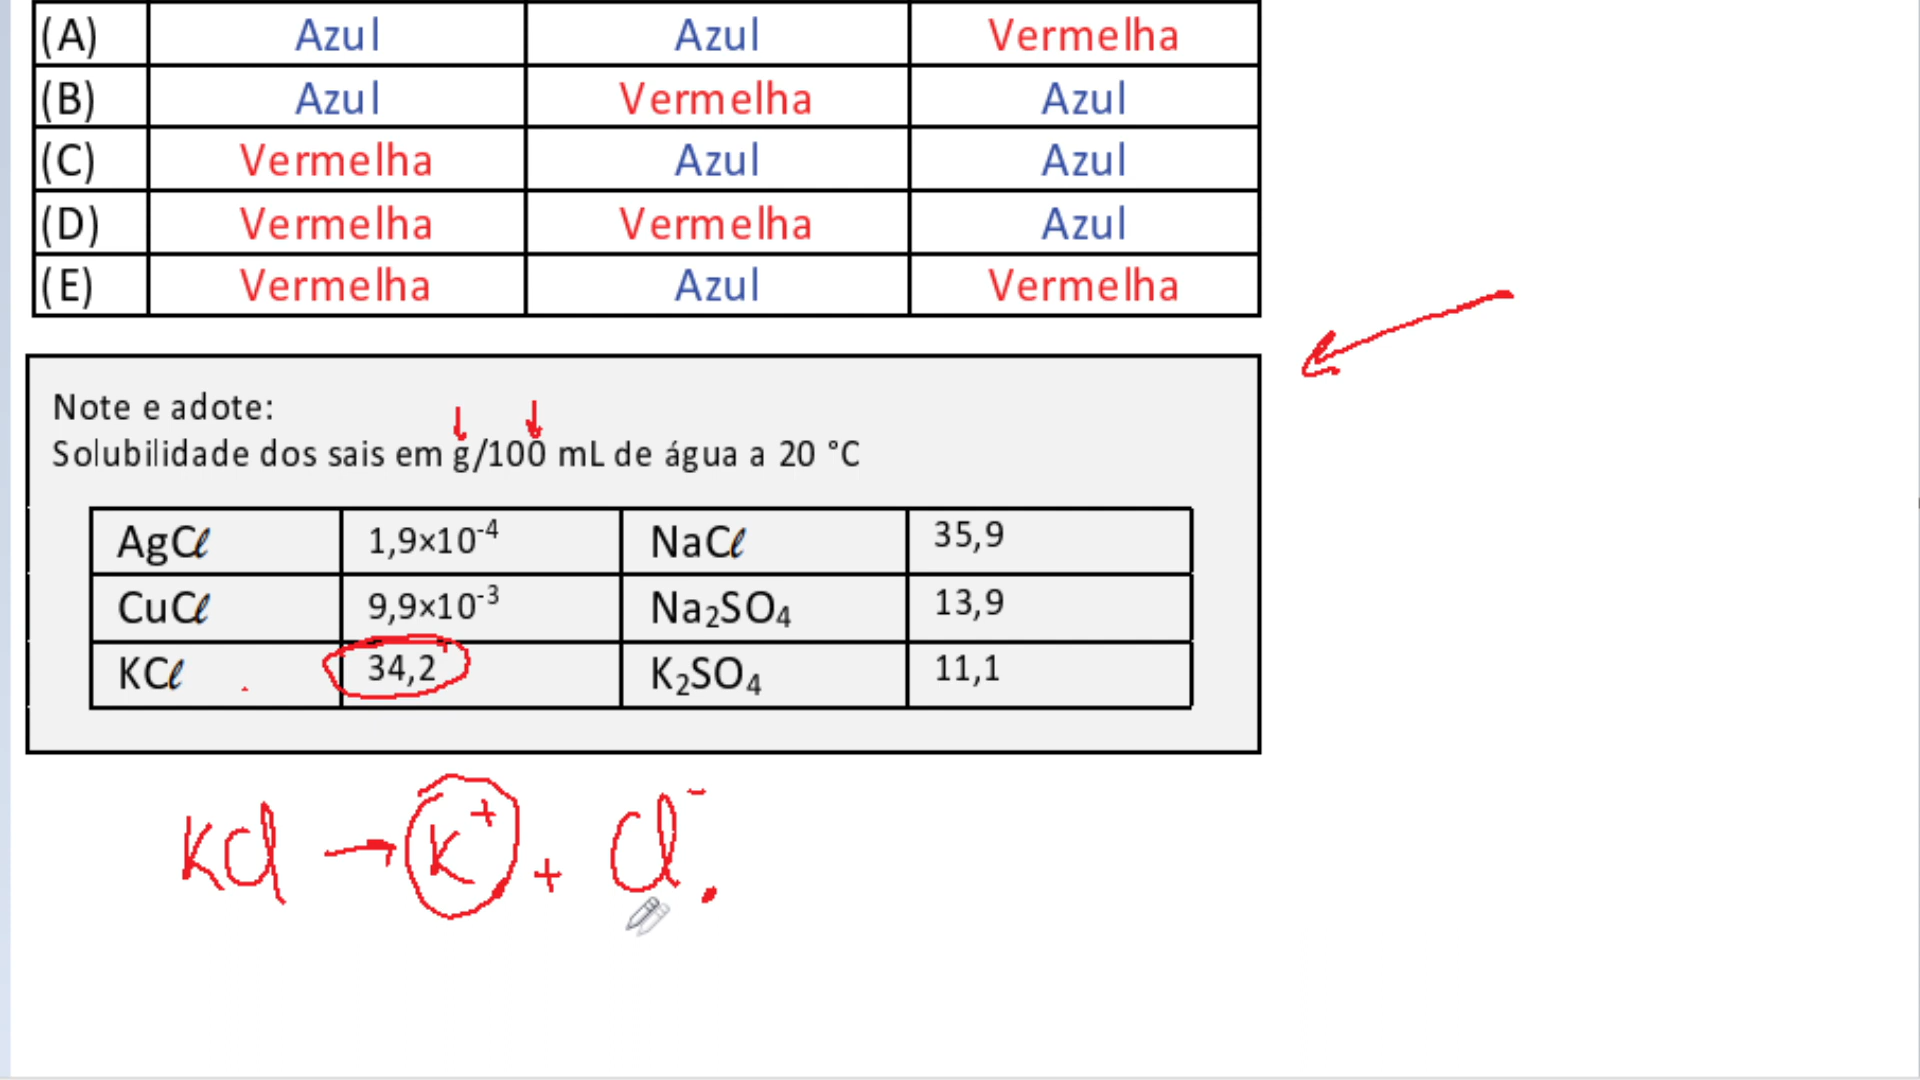 (A) Azul Azul Vermelha
(B) Azul Vermelha Azul
(C) Vermelha Azul Azul
(D) Vermelha Vermelha Azul
(E) Vermelha Azul Vermelha
Note e adote:
Solubilidade dos sais em g/100 mL de água a 20 °C
AgCℓ 1,9×10⁻⁴ NaCℓ 35,9
CuCℓ 9,9×10⁻³ Na₂SO₄ 13,9
KCℓ 34,2 K₂SO₄ 11,1
KCl → K⁺ + Cl⁻